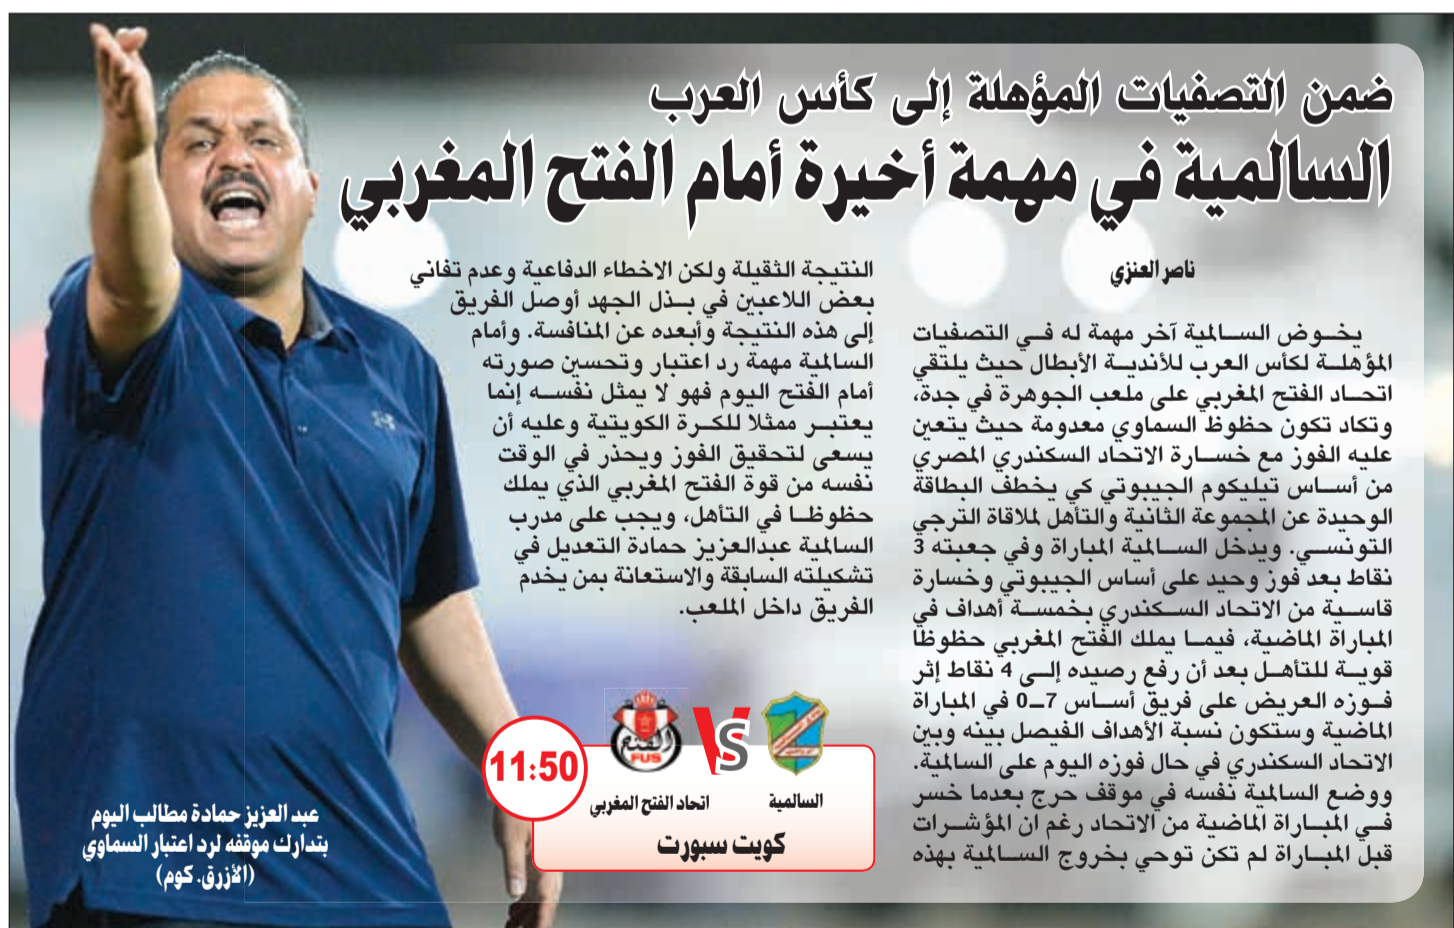 ضمن التصفيات المؤهلة إلى كأس العرب
السالمية في مهمة أخيرة أمام الفتح المغربي
ناصر العنزي
يخوض السالمية آخر مهمة له في التصفيات
المؤهلة لكأس العرب للأندية الأبطال حيث يلتقي
اتحاد الفتح المغربي على ملعب الجوهرة في جدة،
وتكاد تكون حظوظ السماوي معدومة حيث يتعين
عليه الفوز مع خسارة الاتحاد السكندري المصري
من أساس تيليكوم الجيبوتي كي يخطف البطاقة
الوحيدة عن المجموعة الثانية والتأهل لملاقاة الترجي
التونسي. ويدخل السالمية المباراة وفي جعبته 3
نقاط بعد فوز وحيد على أساس الجيبوتي وخسارة
قاسية من الاتحاد السكندري بخمسة أهداف في
المباراة الماضية، فيما يملك الفتح المغربي حظوظا
قوية للتأهل بعد أن رفع رصيده إلى 4 نقاط إثر
فوزه العريض على فريق أساس 7-0 في المباراة
الماضية وستكون نسبة الأهداف الفيصل بينه وبين
الاتحاد السكندري في حال فوزه اليوم على السالمية.
ووضع السالمية نفسه في موقف حرج بعدما خسر
في المباراة الماضية من الاتحاد رغم ان المؤشرات
قبل المباراة لم تكن توحي بخروج السالمية بهذه
النتيجة الثقيلة ولكن الاخطاء الدفاعية وعدم تفاني
بعض اللاعبين في بذل الجهد أوصل الفريق
إلى هذه النتيجة وأبعده عن المنافسة. وأمام
السالمية مهمة رد اعتبار وتحسين صورته
أمام الفتح اليوم فهو لا يمثل نفسه إنما
يعتبر ممثلا للكرة الكويتية وعليه أن
يسعى لتحقيق الفوز ويحذر في الوقت
نفسه من قوة الفتح المغربي الذي يملك
حظوظا في التأهل، ويجب على مدرب
السالمية عبدالعزيز حمادة التعديل في
تشكيلته السابقة والاستعانة بمن يخدم
الفريق داخل الملعب.
VS
الفتح
FUS
11:50
السالمية
اتحاد الفتح المغربي
كويت سبورت
عبد العزيز حمادة مطالب اليوم
بتدارك موقفه لرد اعتبار السماوي
(الأزرق. كوم)